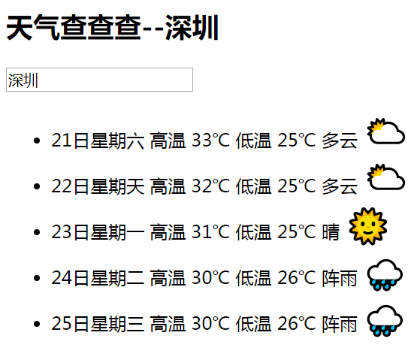 天气查查查--深圳
深圳
21日星期六 高温 33℃ 低温 25℃ 多云
22日星期天 高温 32℃ 低温 25℃ 多云
23日星期一 高温 31℃ 低温 25℃ 晴
24日星期二 高温 30℃ 低温 26℃ 阵雨
25日星期三 高温 30℃ 低温 26℃ 阵雨